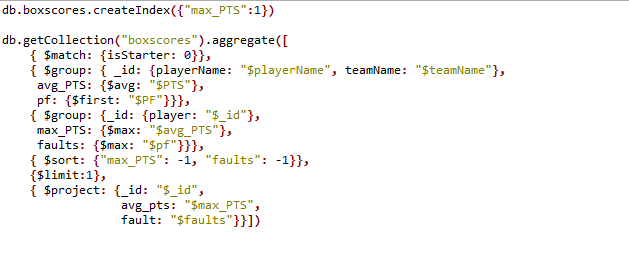 db.boxscores.createIndex({"max_PTS":1})
db.getCollection("boxscores").aggregate([
{ $match: {isStarter: 0}},
{ $group: { _id: {playerName: "$playerName", teamName: "$teamName"},
avg_PTS: {$avg: "$PTS"},
pf: {$first: "$PF"}}},
{ $group: {_id: {player: "$_id"},
max_PTS: {$max: "$avg_PTS"},
faults: {$max: "$pf"}}},
{ $sort: {"max_PTS": -1, "faults": -1}},
{$limit:1},
{ $project: {_id: "$_id",
avg_pts: "$max_PTS",
fault: "$faults"}}])